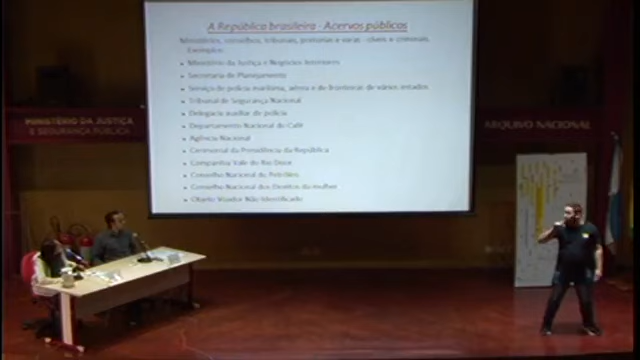 A República brasileira - Acervos públicos
Ministérios, conselhos, tribunais, pretorias e varas - cíveis e criminais.
Exemplos:
• Ministério da Justiça e Negócios Interiores
• Secretaria de Planejamento
• Serviço de polícia marítima, aérea e de fronteiras de vários estados
• Tribunal de Segurança Nacional
• Delegacia auxiliar de polícia
• Departamento Nacional do Café
• Agência Nacional
• Cerimonial da Presidência da República
• Companhia Vale do Rio Doce
• Conselho Nacional de Petróleo
• Conselho Nacional dos Direitos da Mulher
• Objeto Voador Não Identificado
MINISTÉRIO DA JUSTIÇA
E SEGURANÇA PÚBLICA
ARQUIVO NACIONAL